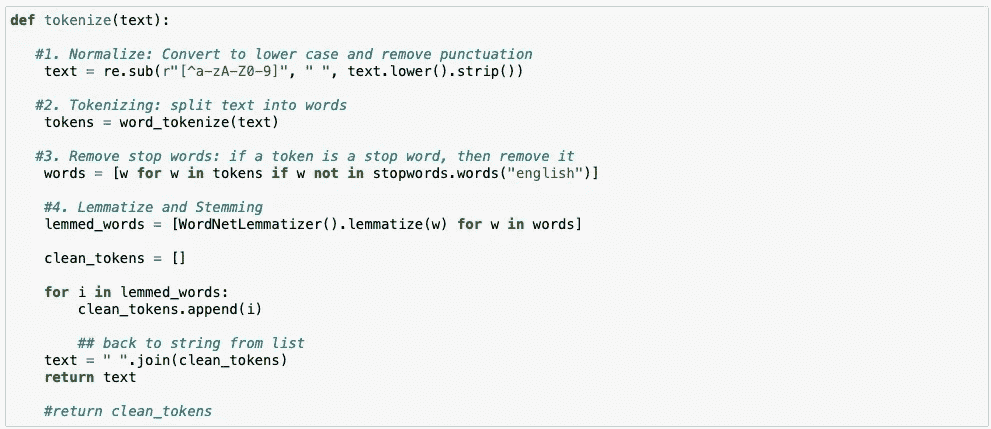 def tokenize(text):
#1. Normalize: Convert to lower case and remove punctuation
text = re.sub(r"[^a-zA-Z0-9]", " ", text.lower().strip())
#2. Tokenizing: split text into words
tokens = word_tokenize(text)
#3. Remove stop words: if a token is a stop word, then remove it
words = [w for w in tokens if w not in stopwords.words("english")]
#4. Lemmatize and Stemming
lemmed_words = [WordNetLemmatizer().lemmatize(w) for w in words]
clean_tokens = []
for i in lemmed_words:
clean_tokens.append(i)
## back to string from list
text = " ".join(clean_tokens)
return text
#return clean_tokens